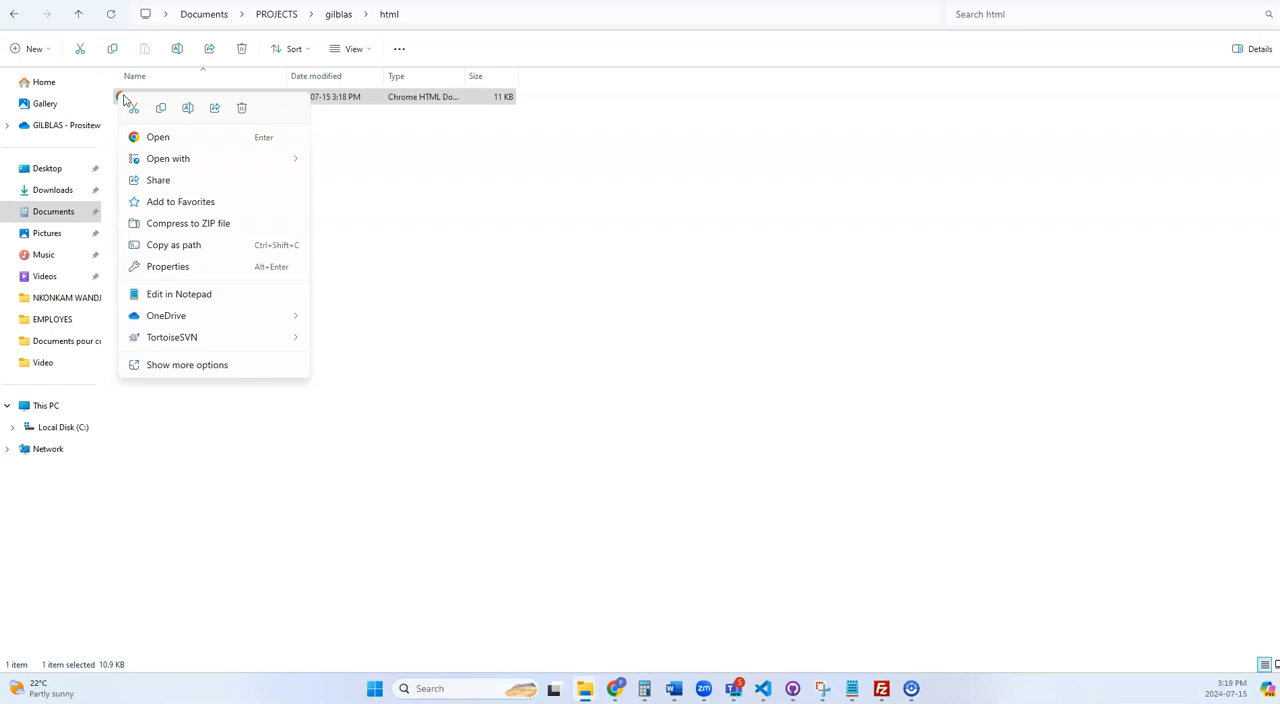 Documents > PROJECTS > gilblas > html
Search html
New
Sort
View
Details
Name
Date modified
Type
Size
07-15 3:18 PM
Chrome HTML Do...
11 KB
Home
Gallery
GILBLAS - Prositew
Desktop
Downloads
Documents
Pictures
Music
Videos
NKONKAM WANDJ
EMPLOYES
Documents pour cc
Video
This PC
Local Disk (C:)
Network
Open Enter
Open with
Share
Add to Favorites
Compress to ZIP file
Copy as path Ctrl+Shift+C
Properties Alt+Enter
Edit in Notepad
OneDrive
TortoiseSVN
Show more options
1 item 1 item selected 10.9 KB
22°C
Partly sunny
Search
5
3:19 PM
2024-07-15